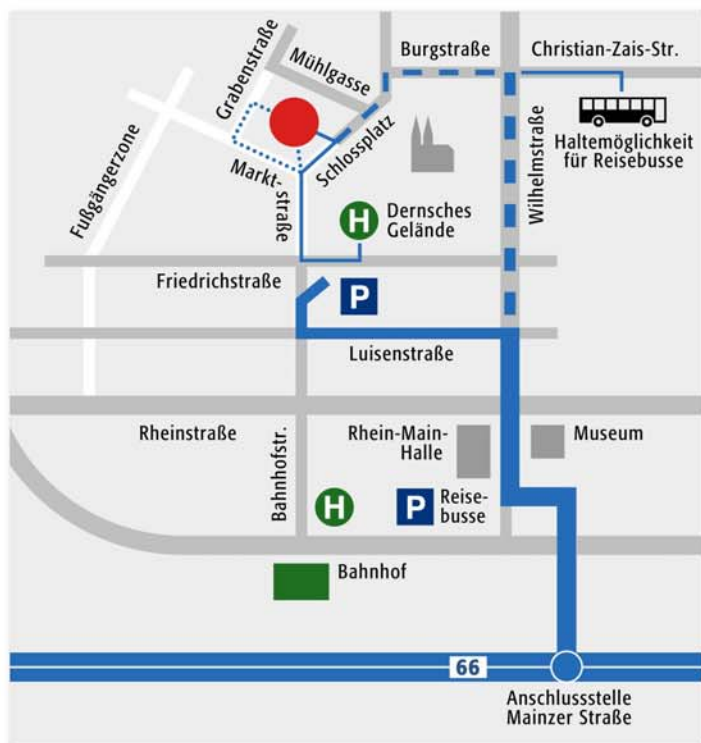 Grabenstraße
Mühlgasse
Burgstraße
Christian-Zais-Str.
Fußgängerzone
Markt-
straße
Schlossplatz
Wilhelmstraße
Haltemöglichkeit
für Reisebusse
H
Dernsches
Gelände
Friedrichstraße
P
Luisenstraße
Rheinstraße
Bahnhofstr.
Rhein-Main-
Halle
Museum
H
P
Reise-
busse
Bahnhof
66
Anschlussstelle
Mainzer Straße